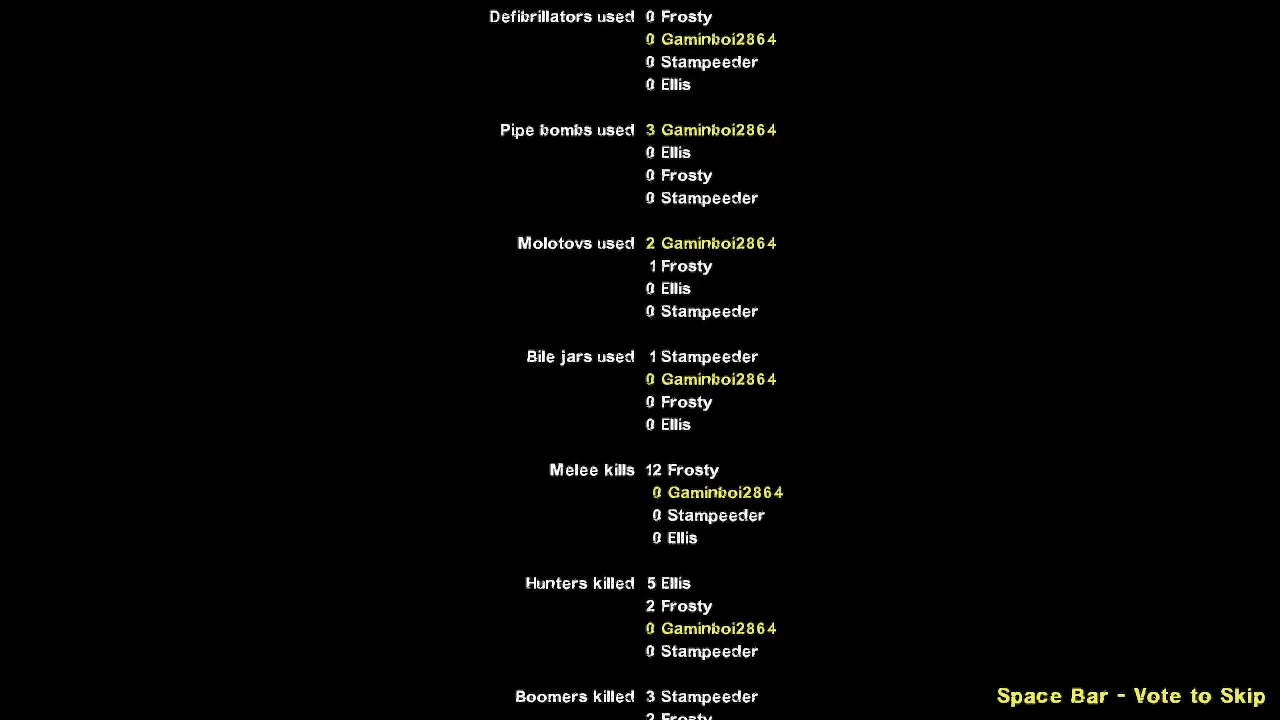 Defibrillators used 0 Frosty
0 Gaminboi2864
0 Stampeeder
0 Ellis
Pipe bombs used 3 Gaminboi2864
0 Ellis
0 Frosty
0 Stampeeder
Molotovs used 2 Gaminboi2864
1 Frosty
0 Ellis
0 Stampeeder
Bile jars used 1 Stampeeder
0 Gaminboi2864
0 Frosty
0 Ellis
Melee kills 12 Frosty
0 Gaminboi2864
0 Stampeeder
0 Ellis
Hunters killed 5 Ellis
2 Frosty
0 Gaminboi2864
0 Stampeeder
Boomers killed 3 Stampeeder
2 Frosty
Space Bar - Vote to Skip